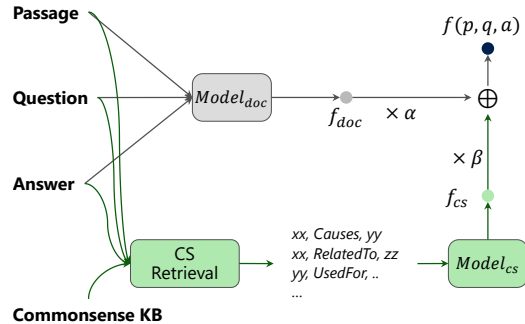 Passage
f(p, q, a)
Question
Model_doc
f_doc
× α
⊕
× β
Answer
f_cs
CS
Retrieval
xx, Causes, yy
xx, RelatedTo, zz
yy, UsedFor, ..
...
Model_cs
Commonsense KB